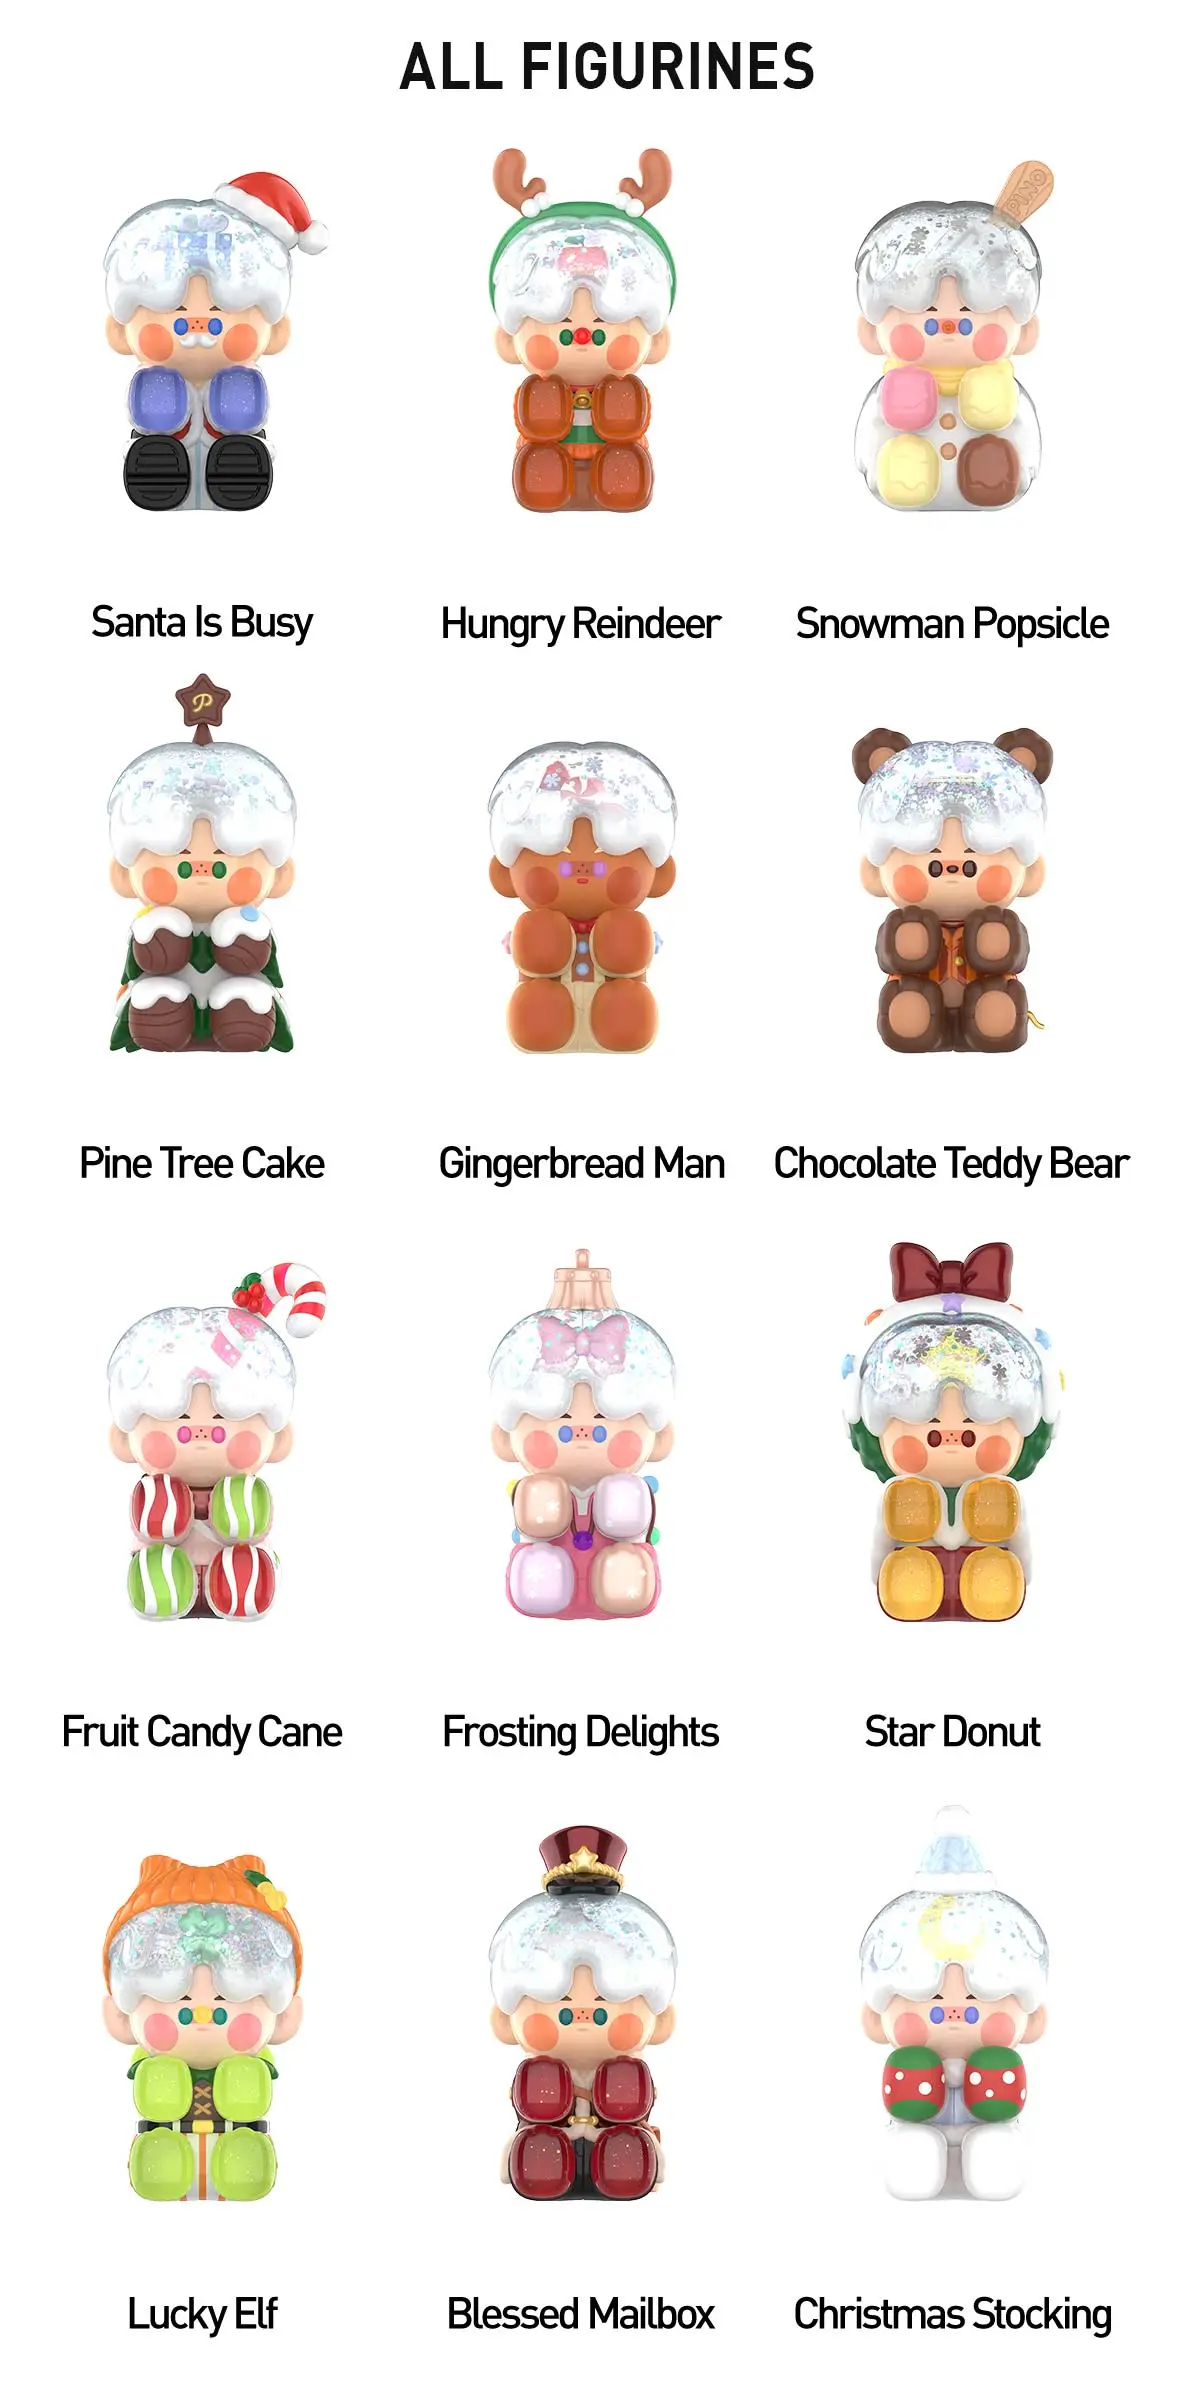 ALL FIGURINES
PINO
Santa Is Busy
Hungry Reindeer
Snowman Popsicle
P
Pine Tree Cake
Gingerbread Man
Chocolate Teddy Bear
Fruit Candy Cane
Frosting Delights
Star Donut
Lucky Elf
Blessed Mailbox
Christmas Stocking